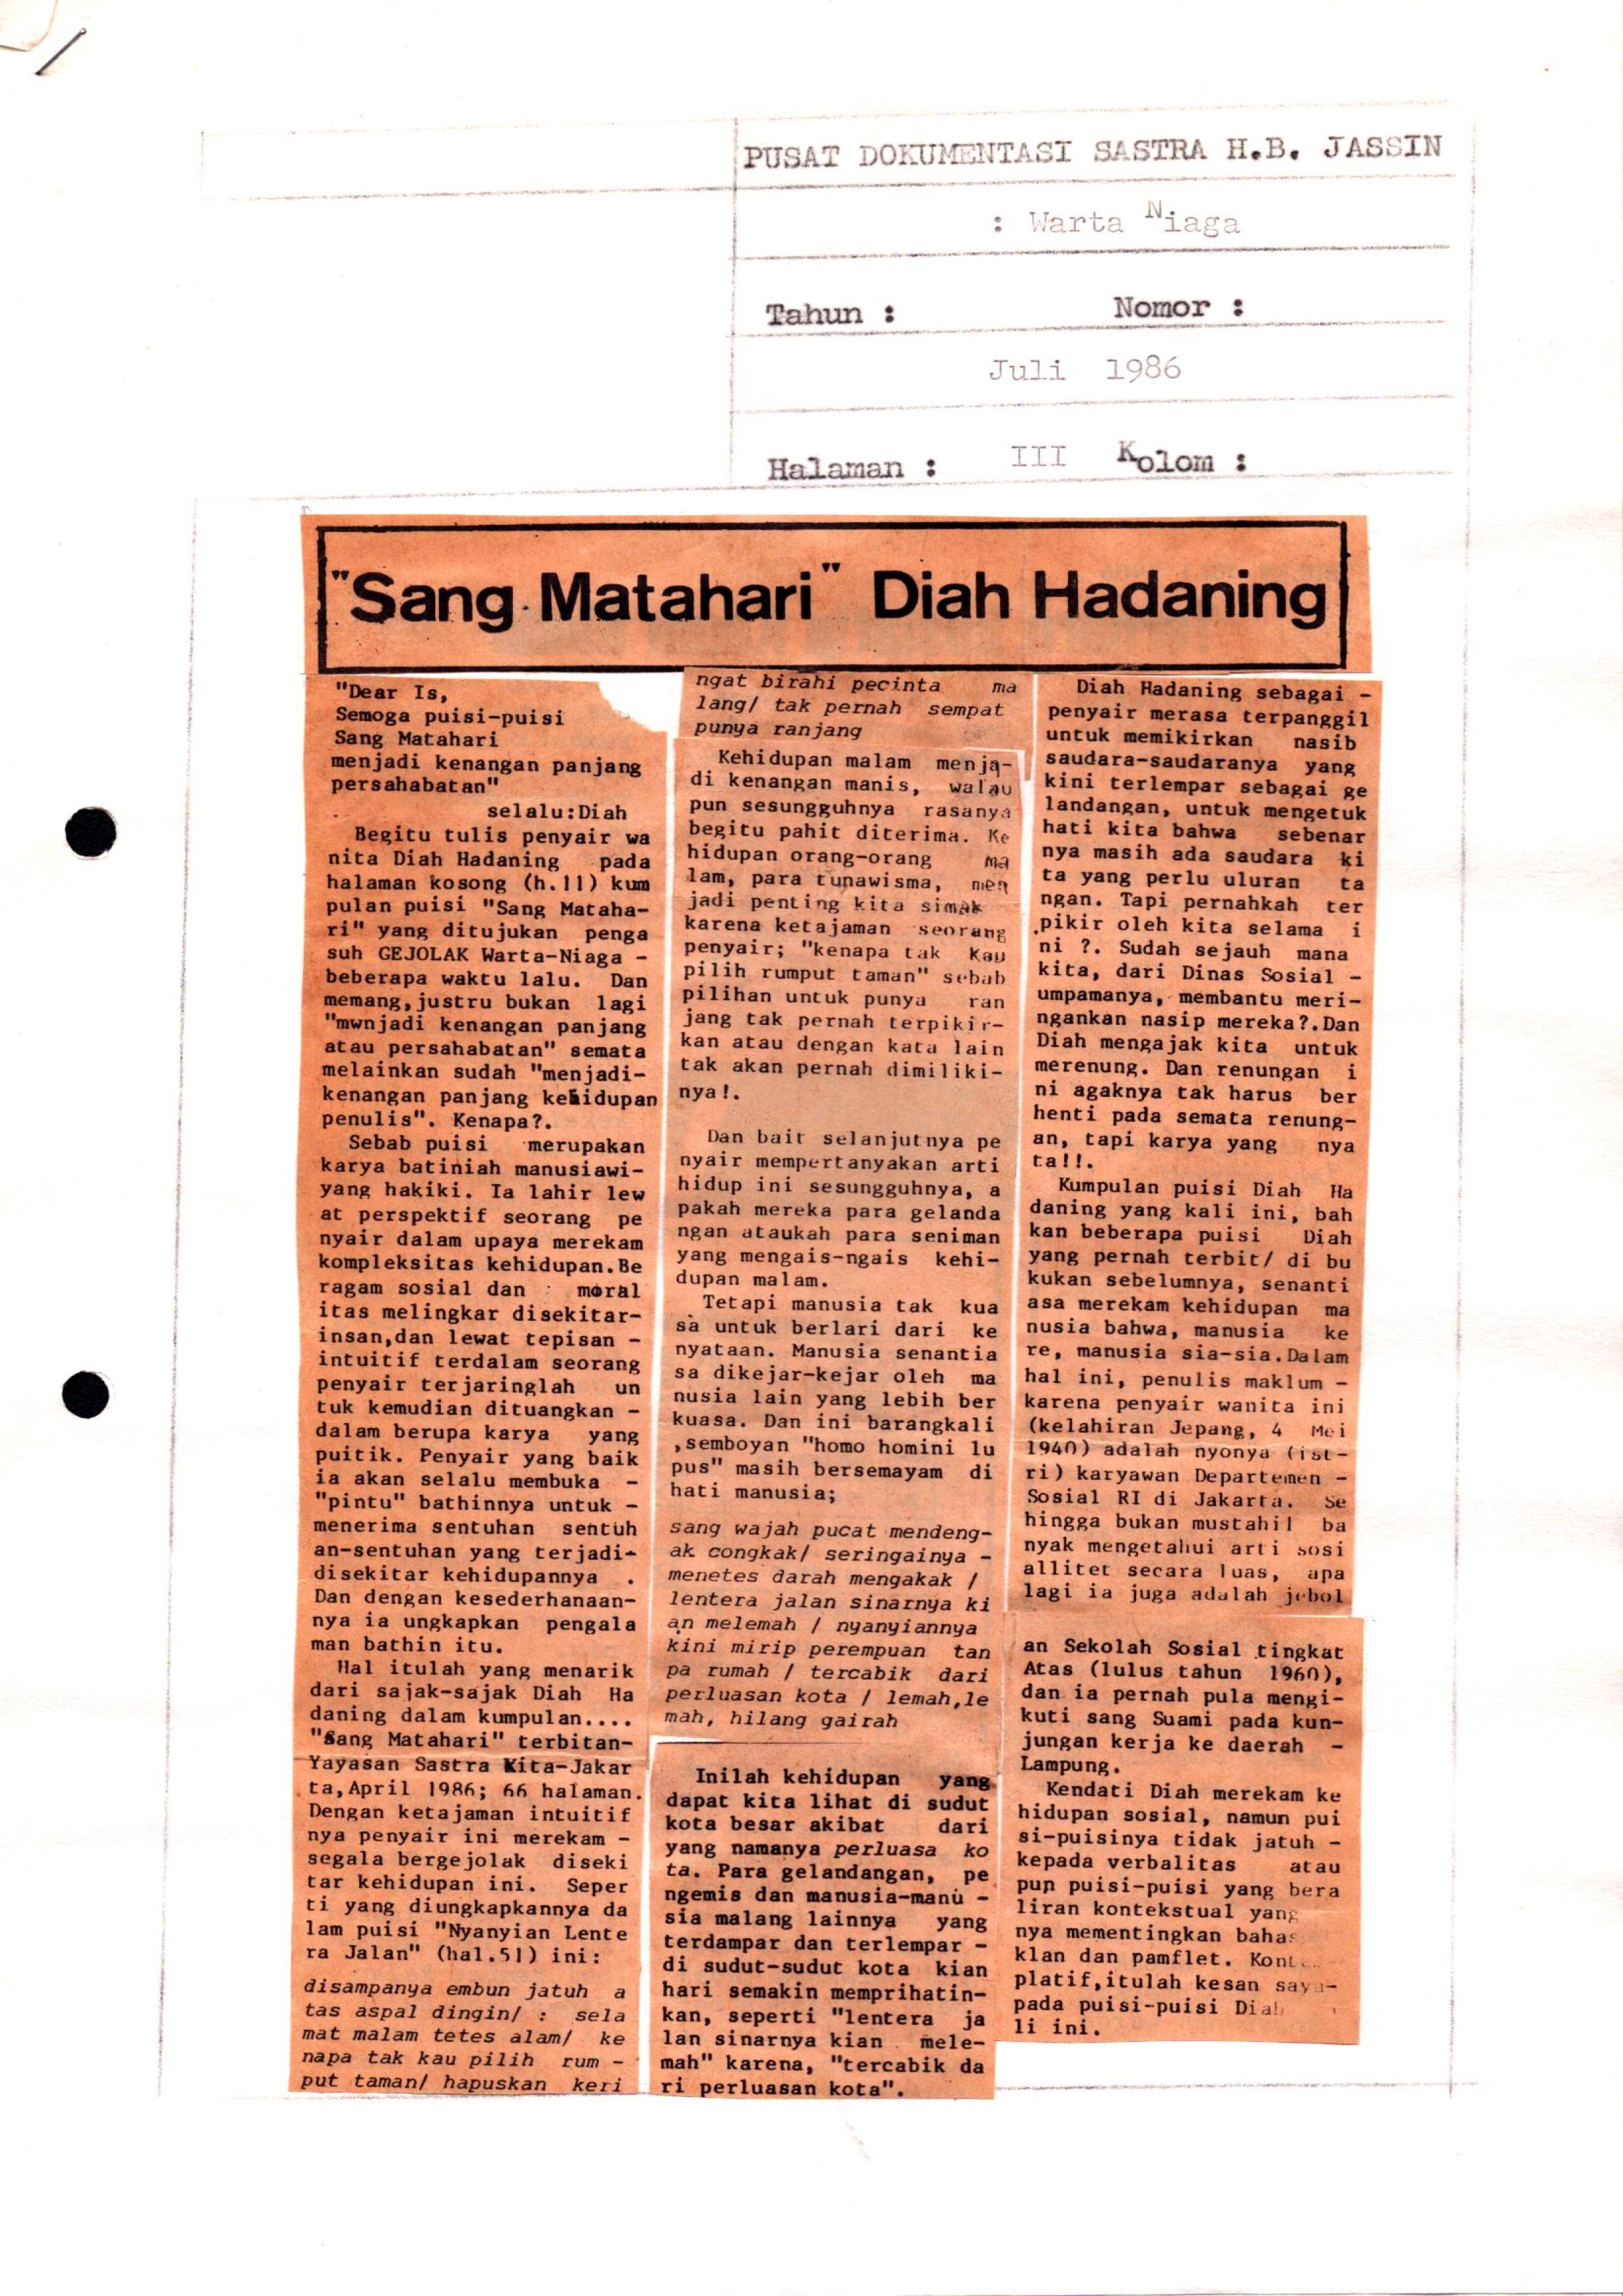 PUSAT DOKUMENTASI SASTRA H.B. JASSIN
: Warta Niaga
Tahun : Nomor :
Juli 1986
Halaman : III Kolom :
"Sang Matahari" Diah Hadaning
"Dear Is,
Semoga puisi-puisi
Sang Matahari
menjadi kenangan panjang
persahabatan"
selalu:Diah
Begitu tulis penyair wa
nita Diah Hadaning pada
halaman kosong (h.11) kum
pulan puisi "Sang Mataha-
ri" yang ditujukan penga
suh GEJOLAK Warta-Niaga -
beberapa waktu lalu. Dan
memang,justru bukan lagi
"mwnjadi kenangan panjang
atau persahabatan" semata
melainkan sudah "menjadi-
kenangan panjang kehidupan
penulis". Kenapa?.
Sebab puisi merupakan
karya batiniah manusiawi-
yang hakiki. Ia lahir lew
at perspektif seorang pe
nyair dalam upaya merekam
kompleksitas kehidupan.Be
ragam sosial dan moral
itas melingkar disekitar-
insan,dan lewat tepisan -
intuitif terdalam seorang
penyair terjaringlah un
tuk kemudian dituangkan -
dalam berupa karya yang
puitik. Penyair yang baik
ia akan selalu membuka -
"pintu" bathinnya untuk -
menerima sentuhan sentuh
an-sentuhan yang terjadi-
disekitar kehidupannya .
Dan dengan kesederhanaan-
nya ia ungkapkan pengala
man bathin itu.
Hal itulah yang menarik
dari sajak-sajak Diah Ha
daning dalam kumpulan....
"Sang Matahari" terbitan-
Yayasan Sastra Kita-Jakar
ta,April 1986; 66 halaman.
Dengan ketajaman intuitif
nya penyair ini merekam -
segala bergejolak diseki
tar kehidupan ini. Seper
ti yang diungkapkannya da
lam puisi "Nyanyian Lente
ra Jalan" (hal.51) ini:
disampanya embun jatuh a
tas aspal dingin/ : sela
mat malam tetes alam/ ke
napa tak kau pilih rum -
put taman/ hapuskan keri
ngat birahi pecinta ma
lang/ tak pernah sempat
punya ranjang
Kehidupan malam menja-
di kenangan manis, walau
pun sesungguhnya rasanya
begitu pahit diterima. Ke
hidupan orang-orang ma
lam, para tunawisma, men
jadi penting kita simak
karena ketajaman seorang
penyair; "kenapa tak kau
pilih rumput taman" sebab
pilihan untuk punya ran
jang tak pernah terpikir-
kan atau dengan kata lain
tak akan pernah dimiliki-
nya!.
Dan bait selanjutnya pe
nyair mempertanyakan arti
hidup ini sesungguhnya, a
pakah mereka para gelanda
ngan ataukah para seniman
yang mengais-ngais kehi-
dupan malam.
Tetapi manusia tak kua
sa untuk berlari dari ke
nyataan. Manusia senantia
sa dikejar-kejar oleh ma
nusia lain yang lebih ber
kuasa. Dan ini barangkali
,semboyan "homo homini lu
pus" masih bersemayam di
hati manusia;
sang wajah pucat mendeng-
ak congkak/ seringainya -
menetes darah mengakak /
lentera jalan sinarnya ki
an melemah / nyanyiannya
kini mirip perempuan tan
pa rumah / tercabik dari
perluasan kota / lemah,le
mah, hilang gairah
Inilah kehidupan yang
dapat kita lihat di sudut
kota besar akibat dari
yang namanya perluasa ko
ta. Para gelandangan, pe
ngemis dan manusia-manu -
sia malang lainnya yang
terdampar dan terlempar -
di sudut-sudut kota kian
hari semakin memprihatin-
kan, seperti "lentera ja
lan sinarnya kian mele-
mah" karena, "tercabik da
ri perluasan kota".
Diah Hadaning sebagai -
penyair merasa terpanggil
untuk memikirkan nasib
saudara-saudaranya yang
kini terlempar sebagai ge
landangan, untuk mengetuk
hati kita bahwa sebenar
nya masih ada saudara ki
ta yang perlu uluran ta
ngan. Tapi pernahkah ter
pikir oleh kita selama i
ni ?. Sudah sejauh mana
kita, dari Dinas Sosial -
umpamanya, membantu meri-
ngankan nasip mereka?.Dan
Diah mengajak kita untuk
merenung. Dan renungan i
ni agaknya tak harus ber
henti pada semata renung-
an, tapi karya yang nya
ta!!.
Kumpulan puisi Diah Ha
daning yang kali ini, bah
kan beberapa puisi Diah
yang pernah terbit/ di bu
kukan sebelumnya, senanti
asa merekam kehidupan ma
nusia bahwa, manusia ke
re, manusia sia-sia.Dalam
hal ini, penulis maklum -
karena penyair wanita ini
(kelahiran Jepang, 4 Mei
1940) adalah nyonya (ist-
ri) karyawan Departemen -
Sosial RI di Jakarta. Se
hingga bukan mustahil ba
nyak mengetahui arti sosi
allitet secara luas, apa
lagi ia juga adalah jebol
an Sekolah Sosial tingkat
Atas (lulus tahun 1960),
dan ia pernah pula mengi-
kuti sang Suami pada kun-
jungan kerja ke daerah -
Lampung.
Kendati Diah merekam ke
hidupan sosial, namun pui
si-puisinya tidak jatuh -
kepada verbalitas atau
pun puisi-puisi yang bera
liran kontekstual yang
nya mementingkan
klan dan pamflet.
platif,itulah kesan saya-
pada puisi-puisi Diah
li ini.